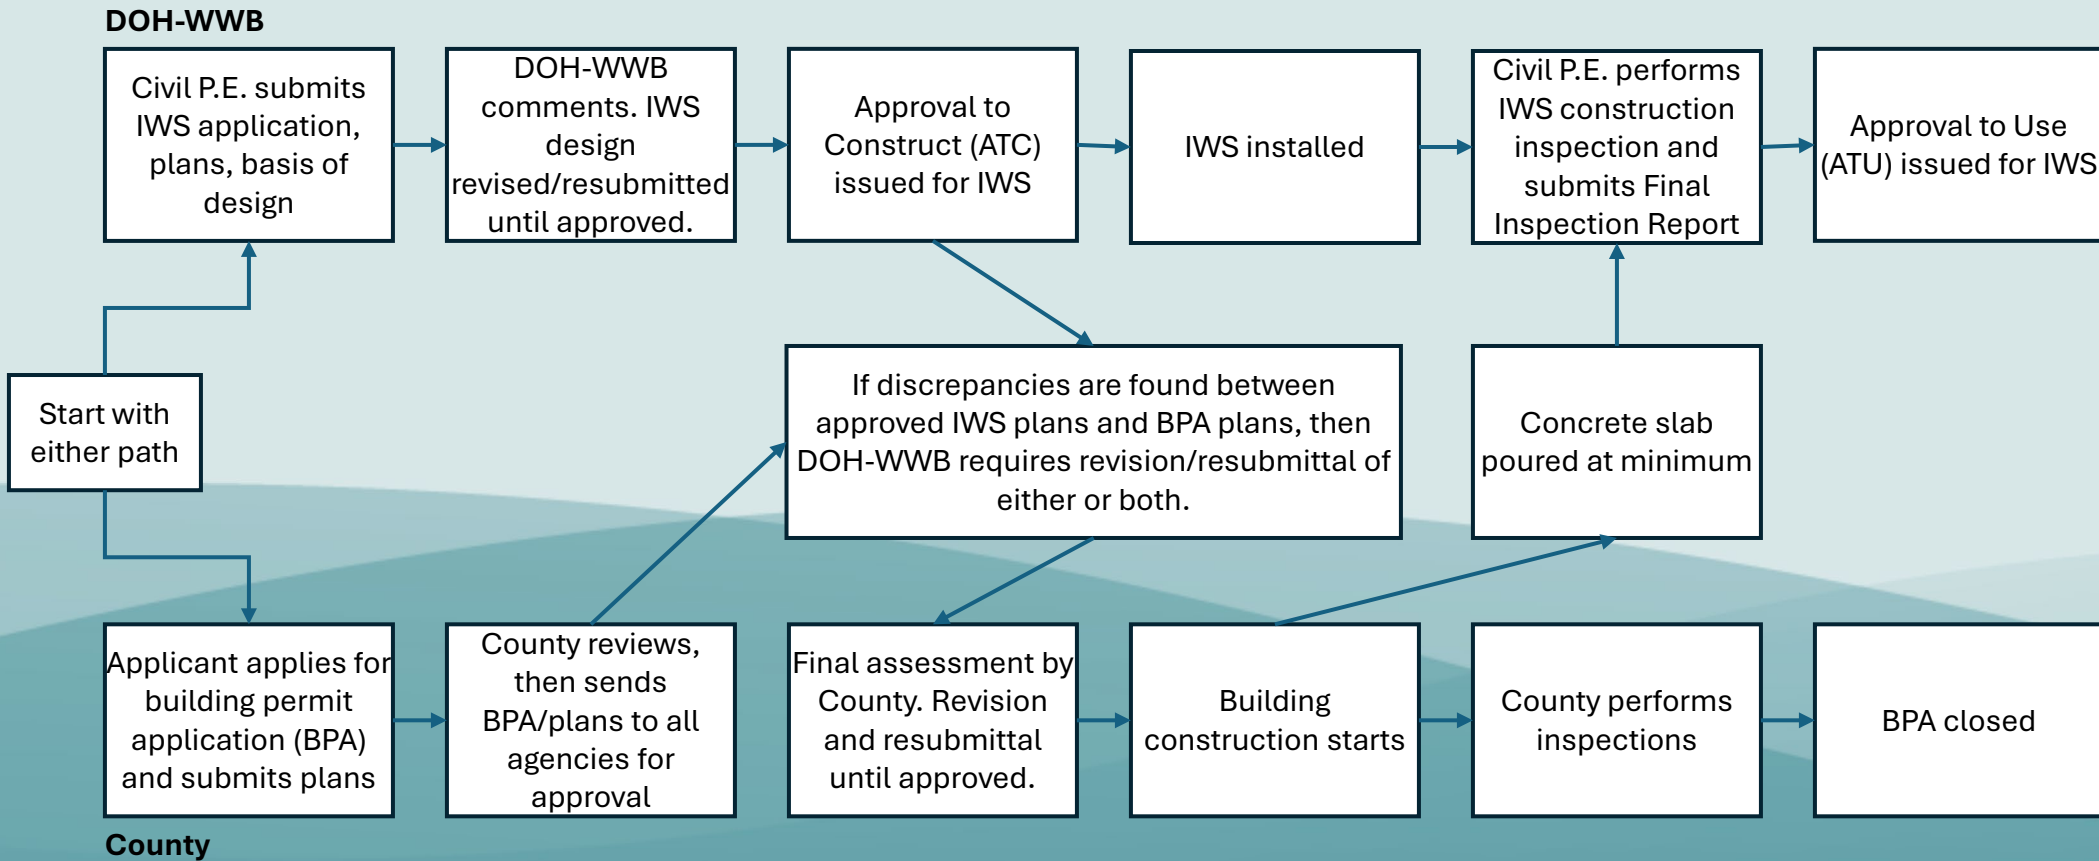 DOH-WWB
Civil P.E. submits
IWS application,
plans, basis of
design
DOH-WWB
comments. IWS
design
revised/resubmitted
until approved.
Approval to
Construct (ATC)
issued for IWS
IWS installed
Civil P.E. performs
IWS construction
inspection and
submits Final
Inspection Report
Approval to Use
(ATU) issued for IWS
Start with
either path
If discrepancies are found between
approved IWS plans and BPA plans, then
DOH-WWB requires revision/resubmittal of
either or both.
Concrete slab
poured at minimum
Applicant applies for
building permit
application (BPA)
and submits plans
County reviews,
then sends
BPA/plans to all
agencies for
approval
Final assessment by
County. Revision
and resubmittal
until approved.
Building
construction starts
County performs
inspections
BPA closed
County